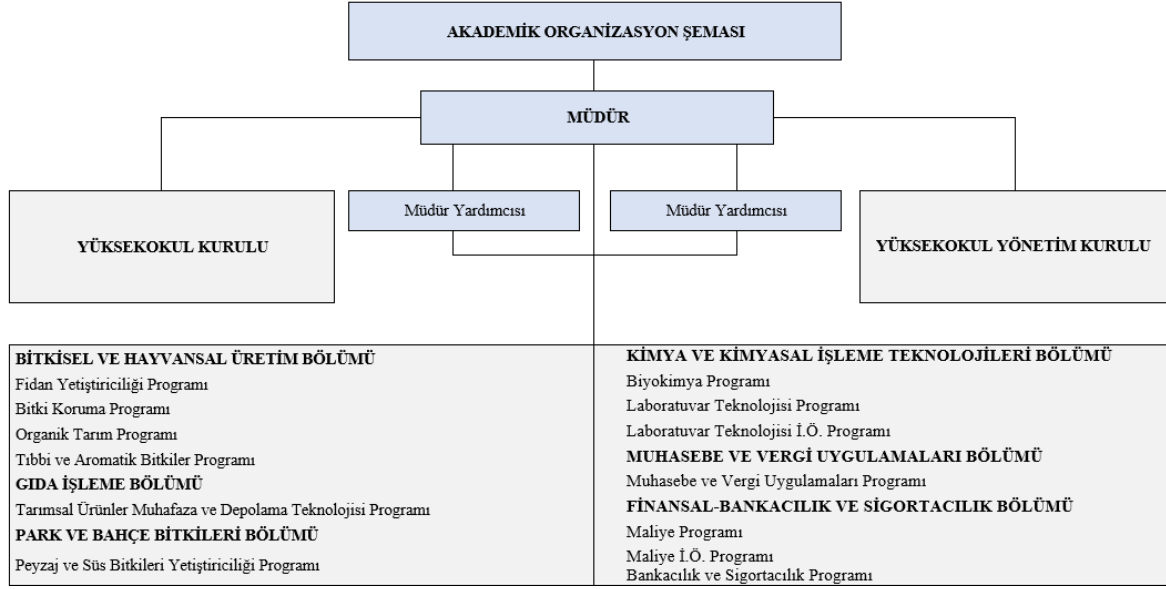 AKADEMİK ORGANİZASYON ŞEMASI
MÜDÜR
Müdür Yardımcısı
Müdür Yardımcısı
YÜKSEKOKUL KURULU
YÜKSEKOKUL YÖNETİM KURULU
BİTKİSEL VE HAYVANSAL ÜRETİM BÖLÜMÜ
Fidan Yetiştiriciliği Programı
Bitki Koruma Programı
Organik Tarım Programı
Tıbbi ve Aromatik Bitkiler Programı
GIDA İŞLEME BÖLÜMÜ
Tarımsal Ürünler Muhafaza ve Depolama Teknolojisi Programı
PARK VE BAHÇE BİTKİLERİ BÖLÜMÜ
Peyzaj ve Süs Bitkileri Yetiştiriciliği Programı
KİMYA VE KİMYASAL İŞLEME TEKNOLOJİLERİ BÖLÜMÜ
Biyokimya Programı
Laboratuvar Teknolojisi Programı
Laboratuvar Teknolojisi İ.Ö. Programı
MUHASEBE VE VERGİ UYGULAMALARI BÖLÜMÜ
Muhasebe ve Vergi Uygulamaları Programı
FİNANSAL-BANKACILIK VE SİGORTACILIK BÖLÜMÜ
Maliye Programı
Maliye İ.Ö. Programı
Bankacılık ve Sigortacılık Programı